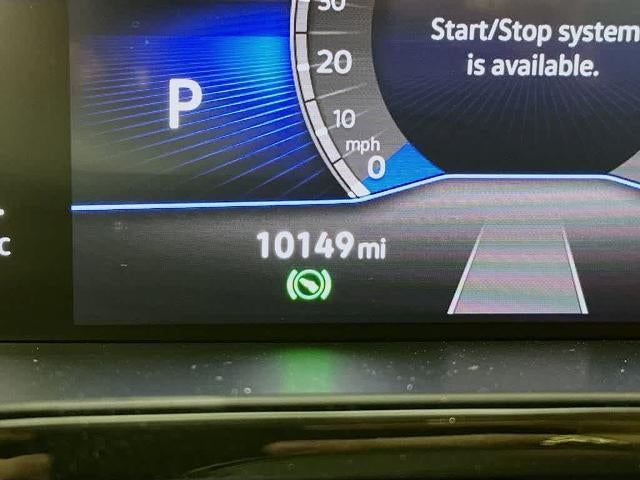 30
Start/Stop system
is available.
20
P
10
mph
0
10149 mi
C